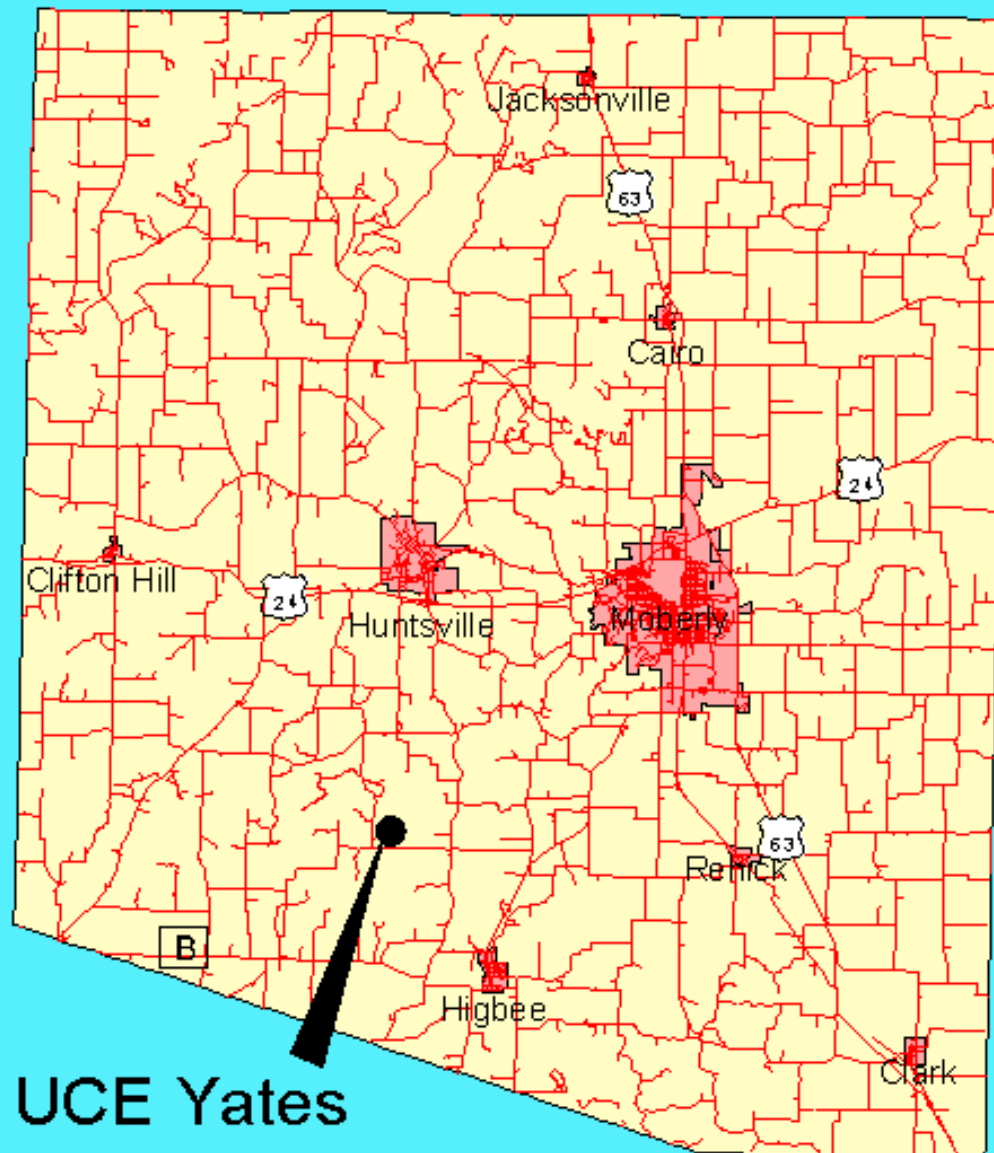 Jacksonville
63
Cairo
24
Clifton Hill
24
Huntsville
Moberly
63
Renick
B
Higbee
Clark
UCE Yates